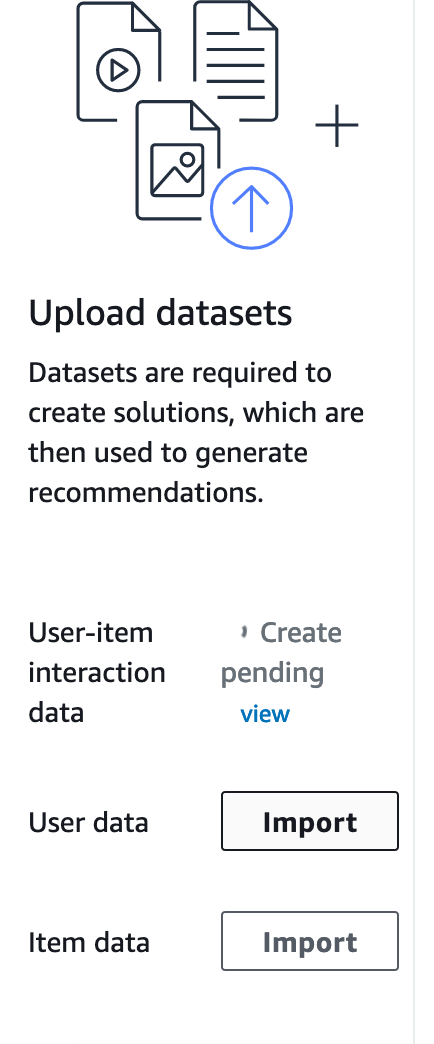 Upload datasets
Datasets are required to
create solutions, which are
then used to generate
recommendations.
User-item
interaction
data
Create
pending
view
User data
Import
Item data
Import